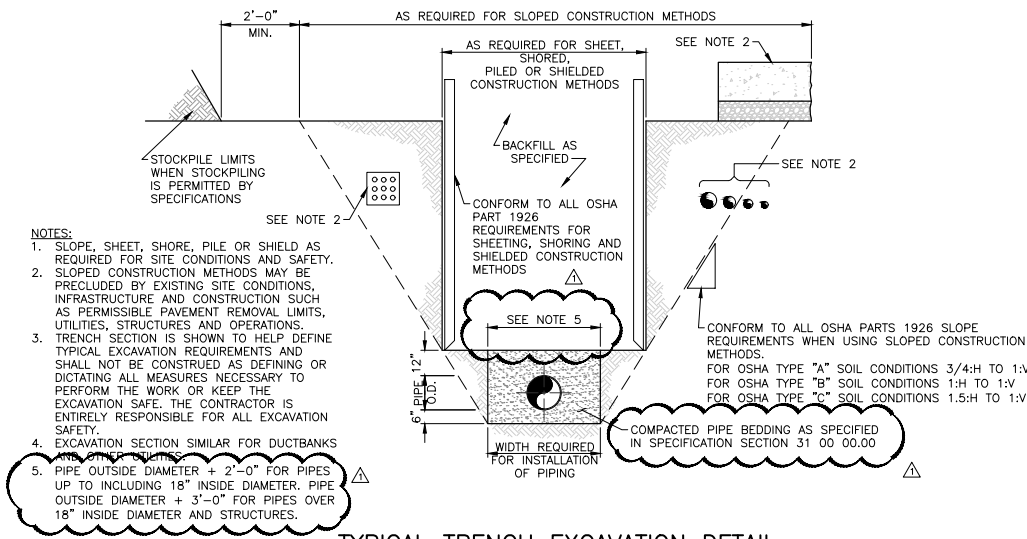 2'-0"
MIN.
AS REQUIRED FOR SLOPED CONSTRUCTION METHODS
AS REQUIRED FOR SHEET,
SHORED,
PILED OR SHIELDED
CONSTRUCTION METHODS
SEE NOTE 2
STOCKPILE LIMITS
WHEN STOCKPILING
IS PERMITTED BY
SPECIFICATIONS
BACKFILL AS
SPECIFIED
SEE NOTE 2
SEE NOTE 2
CONFORM TO ALL OSHA
PART 1926
REQUIREMENTS FOR
SHEETING, SHORING AND
SHIELDED CONSTRUCTION
METHODS
1
NOTES:
1. SLOPE, SHEET, SHORE, PILE OR SHIELD AS
REQUIRED FOR SITE CONDITIONS AND SAFETY.
2. SLOPED CONSTRUCTION METHODS MAY BE
PRECLUDED BY EXISTING SITE CONDITIONS,
INFRASTRUCTURE AND CONSTRUCTION SUCH
AS PERMISSIBLE PAVEMENT REMOVAL LIMITS,
UTILITIES, STRUCTURES AND OPERATIONS.
3. TRENCH SECTION IS SHOWN TO HELP DEFINE
TYPICAL EXCAVATION REQUIREMENTS AND
SHALL NOT BE CONSTRUED AS DEFINING OR
DICTATING ALL MEASURES NECESSARY TO
PERFORM THE WORK OR KEEP THE
EXCAVATION SAFE. THE CONTRACTOR IS
ENTIRELY RESPONSIBLE FOR ALL EXCAVATION
SAFETY.
4. EXCAVATION SECTION SIMILAR FOR DUCTBANKS
AND OTHER UTILITIES.
5. PIPE OUTSIDE DIAMETER + 2'-0" FOR PIPES
UP TO INCLUDING 18" INSIDE DIAMETER. PIPE
OUTSIDE DIAMETER + 3'-0" FOR PIPES OVER
18" INSIDE DIAMETER AND STRUCTURES.
1
SEE NOTE 5
12"
PIPE
O.D.
6"
WIDTH REQUIRED
FOR INSTALLATION
OF PIPING
CONFORM TO ALL OSHA PARTS 1926 SLOPE
REQUIREMENTS WHEN USING SLOPED CONSTRUCTION
METHODS.
FOR OSHA TYPE "A" SOIL CONDITIONS 3/4:H TO 1:V
FOR OSHA TYPE "B" SOIL CONDITIONS 1:H TO 1:V
FOR OSHA TYPE "C" SOIL CONDITIONS 1.5:H TO 1:V
COMPACTED PIPE BEDDING AS SPECIFIED
IN SPECIFICATION SECTION 31 00 00.00
1
TYPICAL TRENCH EXCAVATION DETAIL